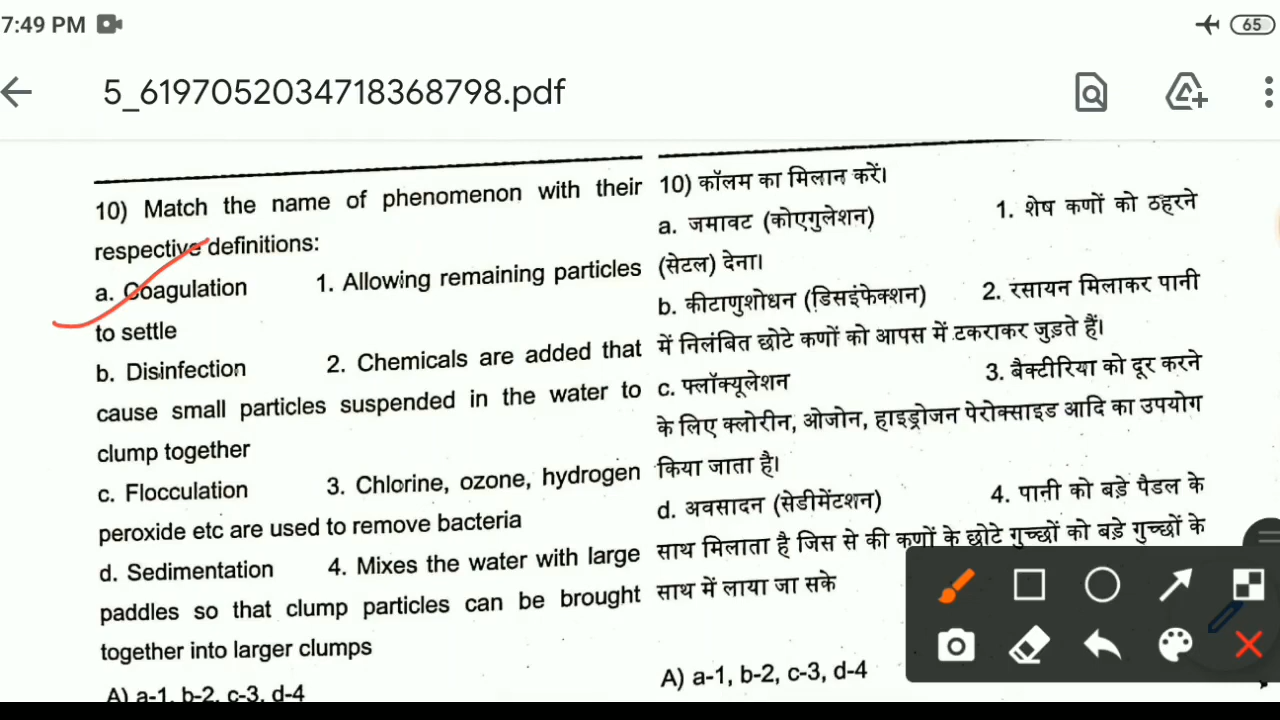 7:49 PM
65
5_6197052034718368798.pdf
10) Match the name of phenomenon with their
respective definitions:
a. Coagulation 1. Allowing remaining particles
to settle
b. Disinfection 2. Chemicals are added that
cause small particles suspended in the water to
clump together
c. Flocculation 3. Chlorine, ozone, hydrogen
peroxide etc are used to remove bacteria
d. Sedimentation 4. Mixes the water with large
paddles so that clump particles can be brought
together into larger clumps
A) a-1, b-2, c-3, d-4
10) कॉलम का मिलान करें।
a. जमावट (कोएगुलेशन) 1. शेष कणों को ठहरने
(सेटल) देना।
b. कीटाणुशोधन (डिसइंफेक्शन) 2. रसायन मिलाकर पानी
में निलंबित छोटे कणों को आपस में टकराकर जुड़ते हैं।
c. फ्लॉक्यूलेशन 3. बैक्टीरिया को दूर करने
के लिए क्लोरीन, ओजोन, हाइड्रोजन पेरोक्साइड आदि का उपयोग
किया जाता है।
d. अवसादन (सेडीमेंटशन) 4. पानी को बड़े पैडल के
साथ मिलाता है जिस से की कणों के छोटे गुच्छों को बड़े गुच्छों के
साथ में लाया जा सके
A) a-1, b-2, c-3, d-4